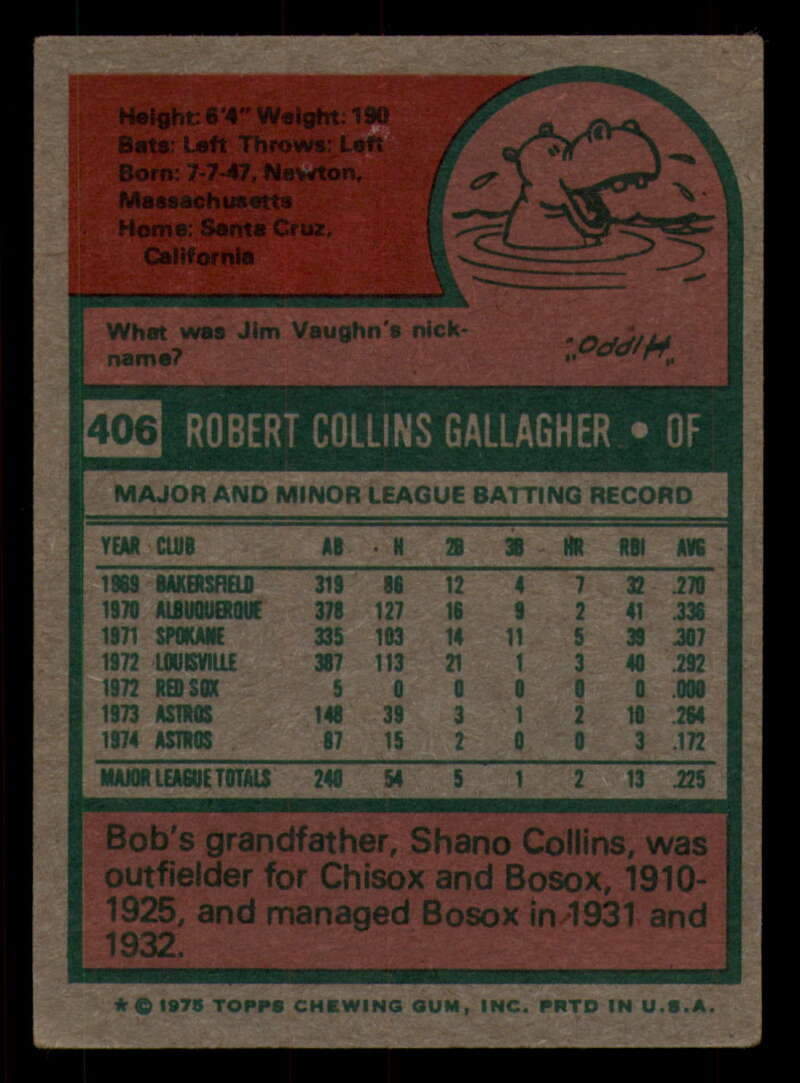 Height: 6'4" Weight: 190
Bats: Left Throws: Left
Born: 7-7-47, Newton,
Massachusetts
Home: Santa Cruz,
California
What was Jim Vaughn's nick-
name?
"Hippo."
406 ROBERT COLLINS GALLAGHER • OF
MAJOR AND MINOR LEAGUE BATTING RECORD
YEAR CLUB AB H 2B 3B HR RBI AVG
1969 BAKERSFIELD 319 86 12 4 7 32 .270
1970 ALBUQUERQUE 378 127 16 9 2 41 .336
1971 SPOKANE 335 103 14 11 5 39 .307
1972 LOUISVILLE 387 113 21 1 3 40 .292
1972 RED SOX 5 0 0 0 0 0 .000
1973 ASTROS 148 39 3 1 2 10 .264
1974 ASTROS 87 15 2 0 0 3 .172
MAJOR LEAGUE TOTALS 240 54 5 1 2 13 .225
Bob's grandfather, Shano Collins, was
outfielder for Chisox and Bosox, 1910-
1925, and managed Bosox in 1931 and
1932.
* © 1975 TOPPS CHEWING GUM, INC. PRTD IN U.S.A.